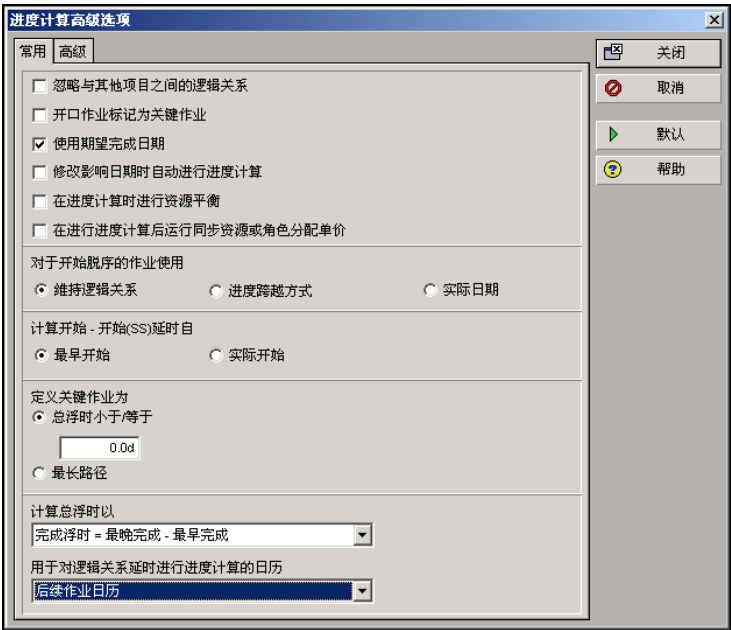 进度计算高级选项
常用 高级
忽略与其他项目之间的逻辑关系
开口作业标记为关键作业
使用期望完成日期
修改影响日期时自动进行进度计算
在进度计算时进行资源平衡
在进行进度计算后运行同步资源或角色分配单价
对于开始脱序的作业使用
维持逻辑关系 进度跨越方式 实际日期
计算开始 - 开始(SS)延时自
最早开始 实际开始
定义关键作业为
总浮时小于/等于
0.0d
最长路径
计算总浮时以
完成浮时 = 最晚完成 - 最早完成
用于对逻辑关系延时进行进度计算的日历
后续作业日历
关闭
取消
默认
帮助